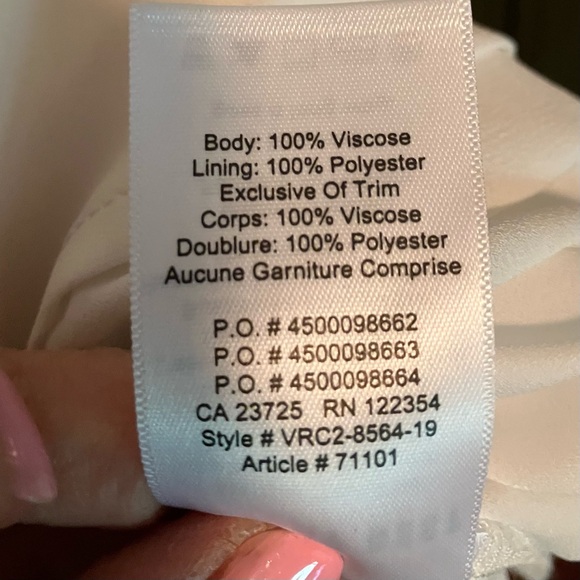 Body: 100% Viscose
Lining: 100% Polyester
Exclusive Of Trim
Corps: 100% Viscose
Doublure: 100% Polyester
Aucune Garniture Comprise
P.O. # 4500098662
P.O. # 4500098663
P.O. # 4500098664
CA 23725 RN 122354
Style # VRC2-8564-19
Article # 71101